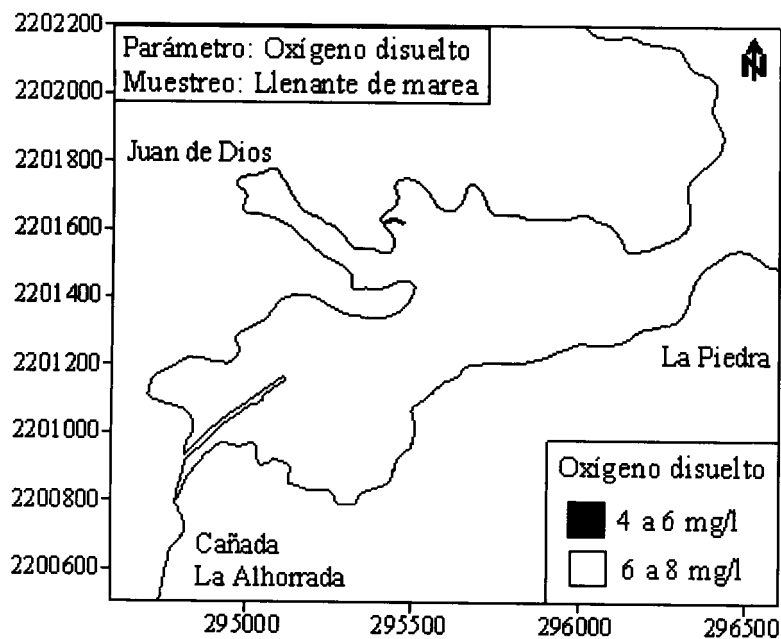 Parámetro: Oxígeno disuelto
Muestreo: Llenante de marea
N
2202200
2202000
2201800
2201600
2201400
2201200
2201000
2200800
2200600
Juan de Dios
La Piedra
Cañada
La Alhorrada
Oxígeno disuelto
4 a 6 mg/l
6 a 8 mg/l
295000
295500
296000
296500